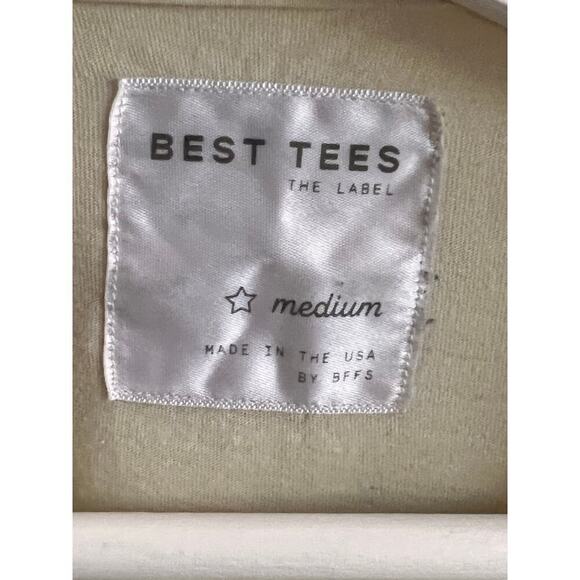 BEST TEES
THE LABEL
medium
MADE IN THE USA
BY BFFS